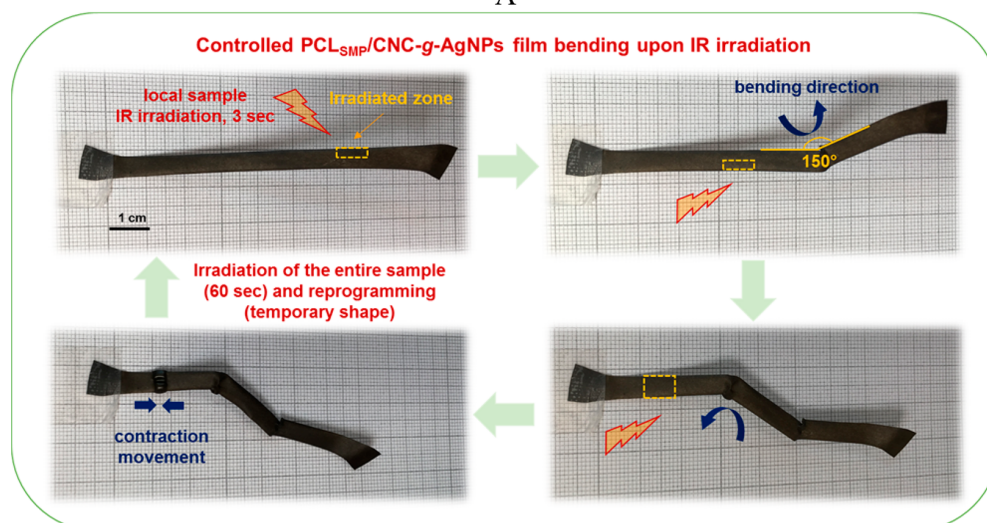 A
Controlled PCLSMP/CNC-g-AgNPs film bending upon IR irradiation
local sample
IR irradiation, 3 sec
Irradiated zone
1 cm
bending direction
150°
Irradiation of the entire sample
(60 sec) and reprogramming
(temporary shape)
contraction
movement